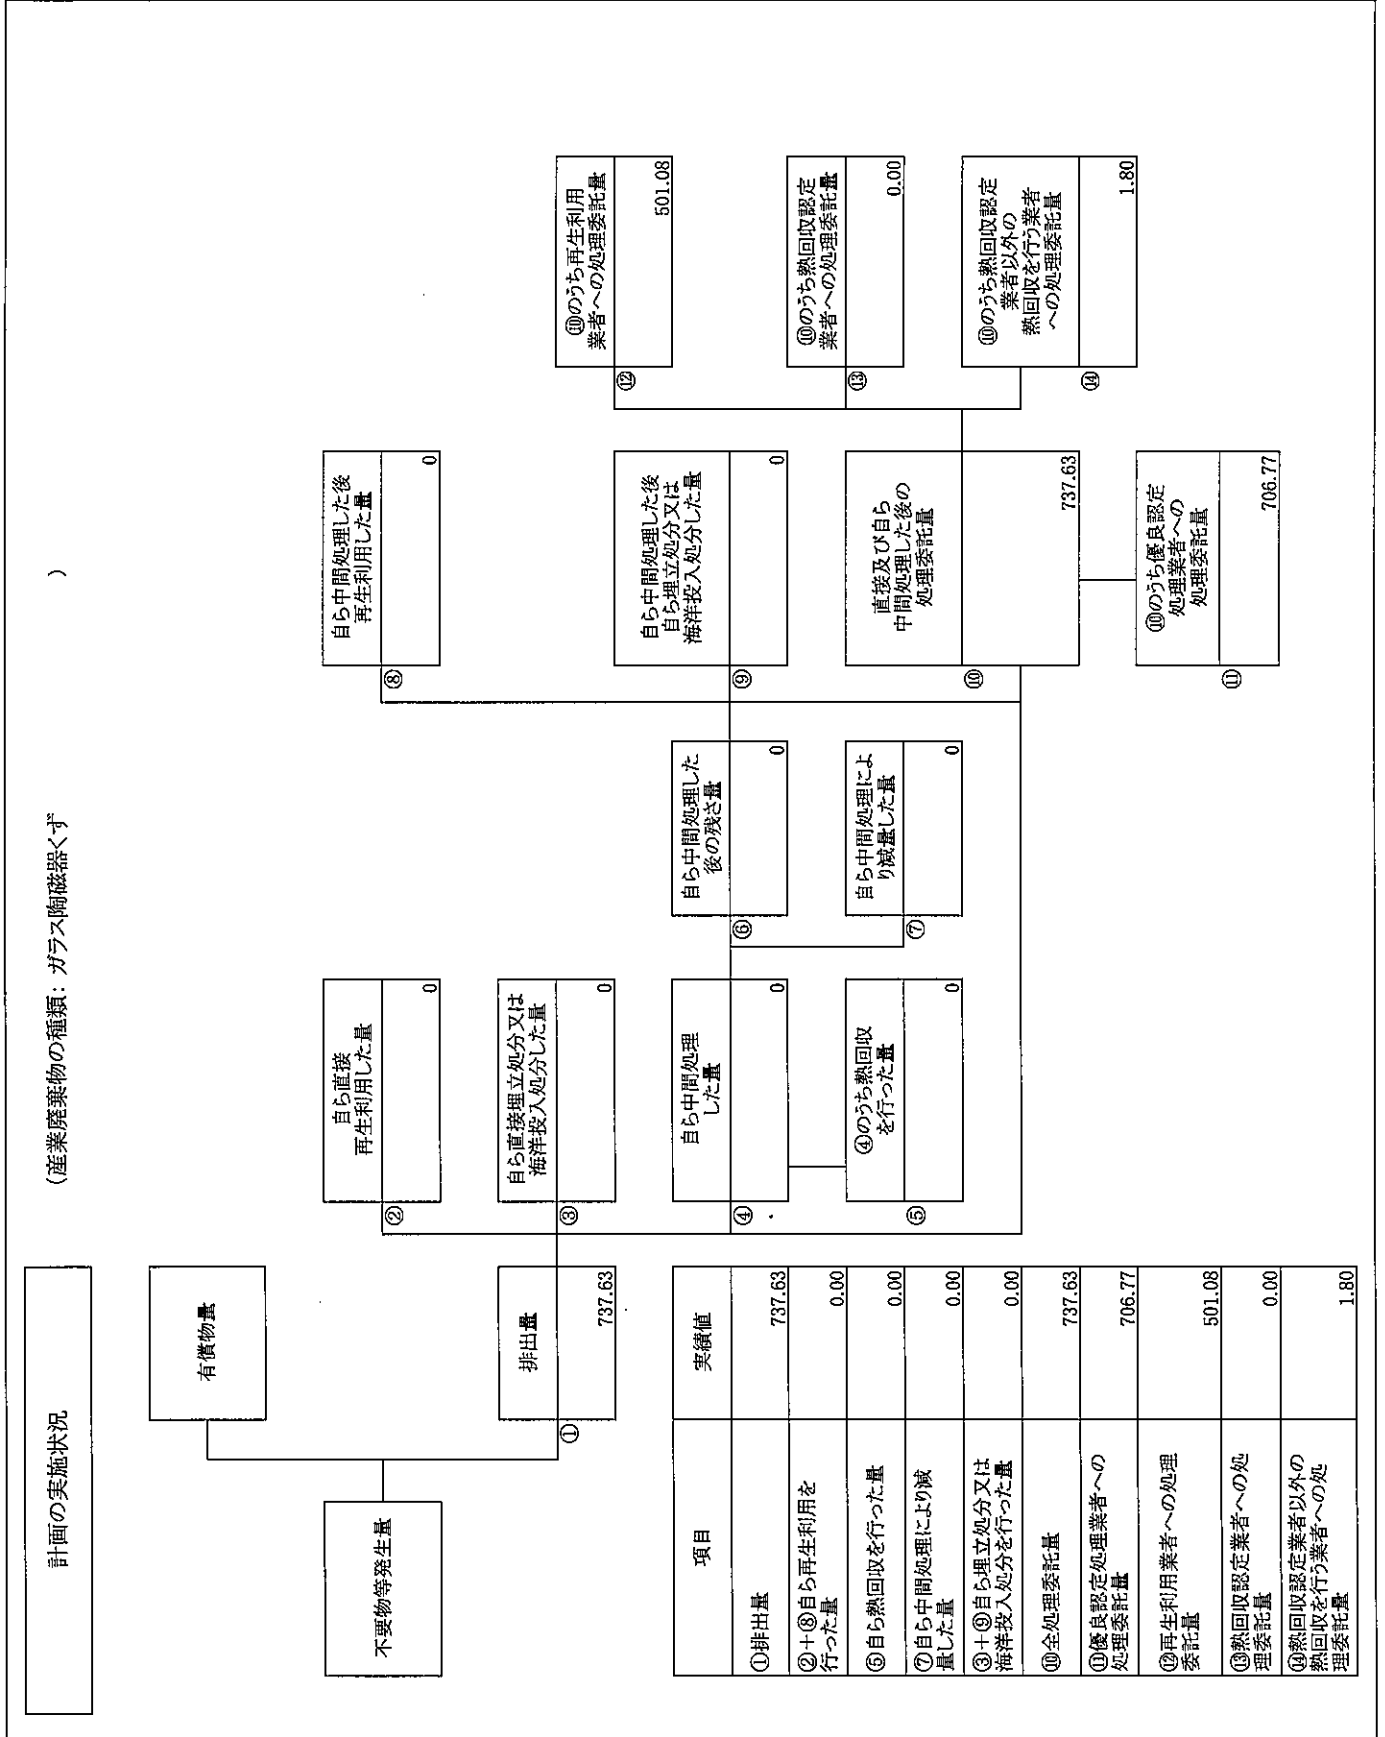 計画の実施状況
(産業廃棄物の種類:ガラス陶磁器くず
)
不要物等発生量
有償物量
①
排出量
737.63
②
自ら直接
再生利用した量
0
③
自ら直接埋立処分又は
海洋投入処分した量
0
④
自ら中間処理
した量
0
⑤
④のうち熱回収
を行った量
0
⑥
自ら中間処理した
後の残さ量
0
⑦
自ら中間処理によ
り減量した量
0
⑧
自ら中間処理した後
再生利用した量
0
⑨
自ら中間処理した後
自ら埋立処分又は
海洋投入処分した量
0
⑩
直接及び自ら
中間処理した後の
処理委託量
737.63
⑪
⑩のうち優良認定
処理業者への
処理委託量
706.77
⑫
⑩のうち再生利用
業者への処理委託量
501.08
⑬
⑩のうち熱回収認定
業者への処理委託量
0.00
⑭
⑩のうち熱回収認定
業者以外の
熱回収を行う業者
への処理委託量
1.80
項目
実績値
①排出量
737.63
②+⑧自ら再生利用を
行った量
0.00
⑤自ら熱回収を行った量
0.00
⑦自ら中間処理により減
量した量
0.00
③+⑨自ら埋立処分又は
海洋投入処分を行った量
0.00
⑩全処理委託量
737.63
⑪優良認定処理業者への
処理委託量
706.77
⑫再生利用業者への処理
委託量
501.08
⑬熱回収認定業者への処
理委託量
0.00
⑭熱回収認定業者以外の
熱回収を行う業者への処
理委託量
1.80